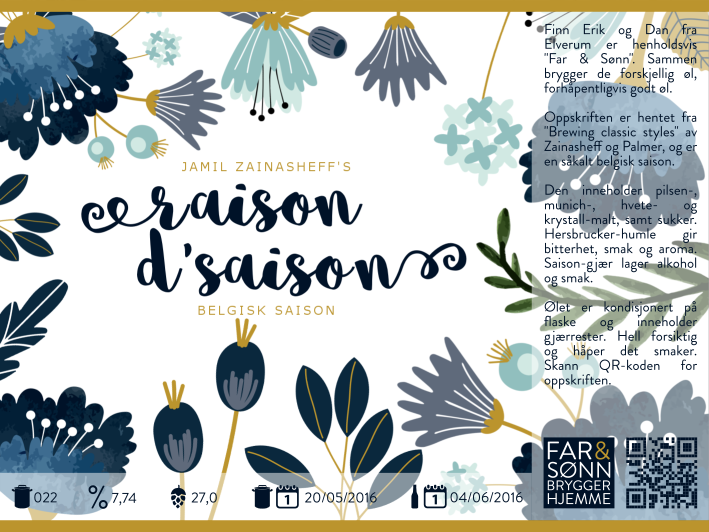 JAMIL ZAINASHEFF'S
raison
d'saison
BELGISK SAISON
Finn Erik og Dan fra
Elverum er henholdsvis
"Far & Sønn". Sammen
brygger de forskjellig øl,
forhåpentligvis godt øl.
Oppskriften er hentet fra
"Brewing classic styles" av
Zainasheff og Palmer, og er
en såkalt belgisk saison.
Den inneholder pilsen-,
munich-, hvete- og
krystall-malt, samt sukker.
Hersbrucker-humle gir
bitterhet, smak og aroma.
Saison-gjær lager alkohol
og smak.
Ølet er kondisjonert på
flaske og inneholder
gjærrester. Hell forsiktig
og håper det smaker.
Skann QR-koden for
oppskriften.
FAR&
SØNN
BRYGGER
HJEMME
022
% 7,74
27,0
1 20/05/2016
1 04/06/2016